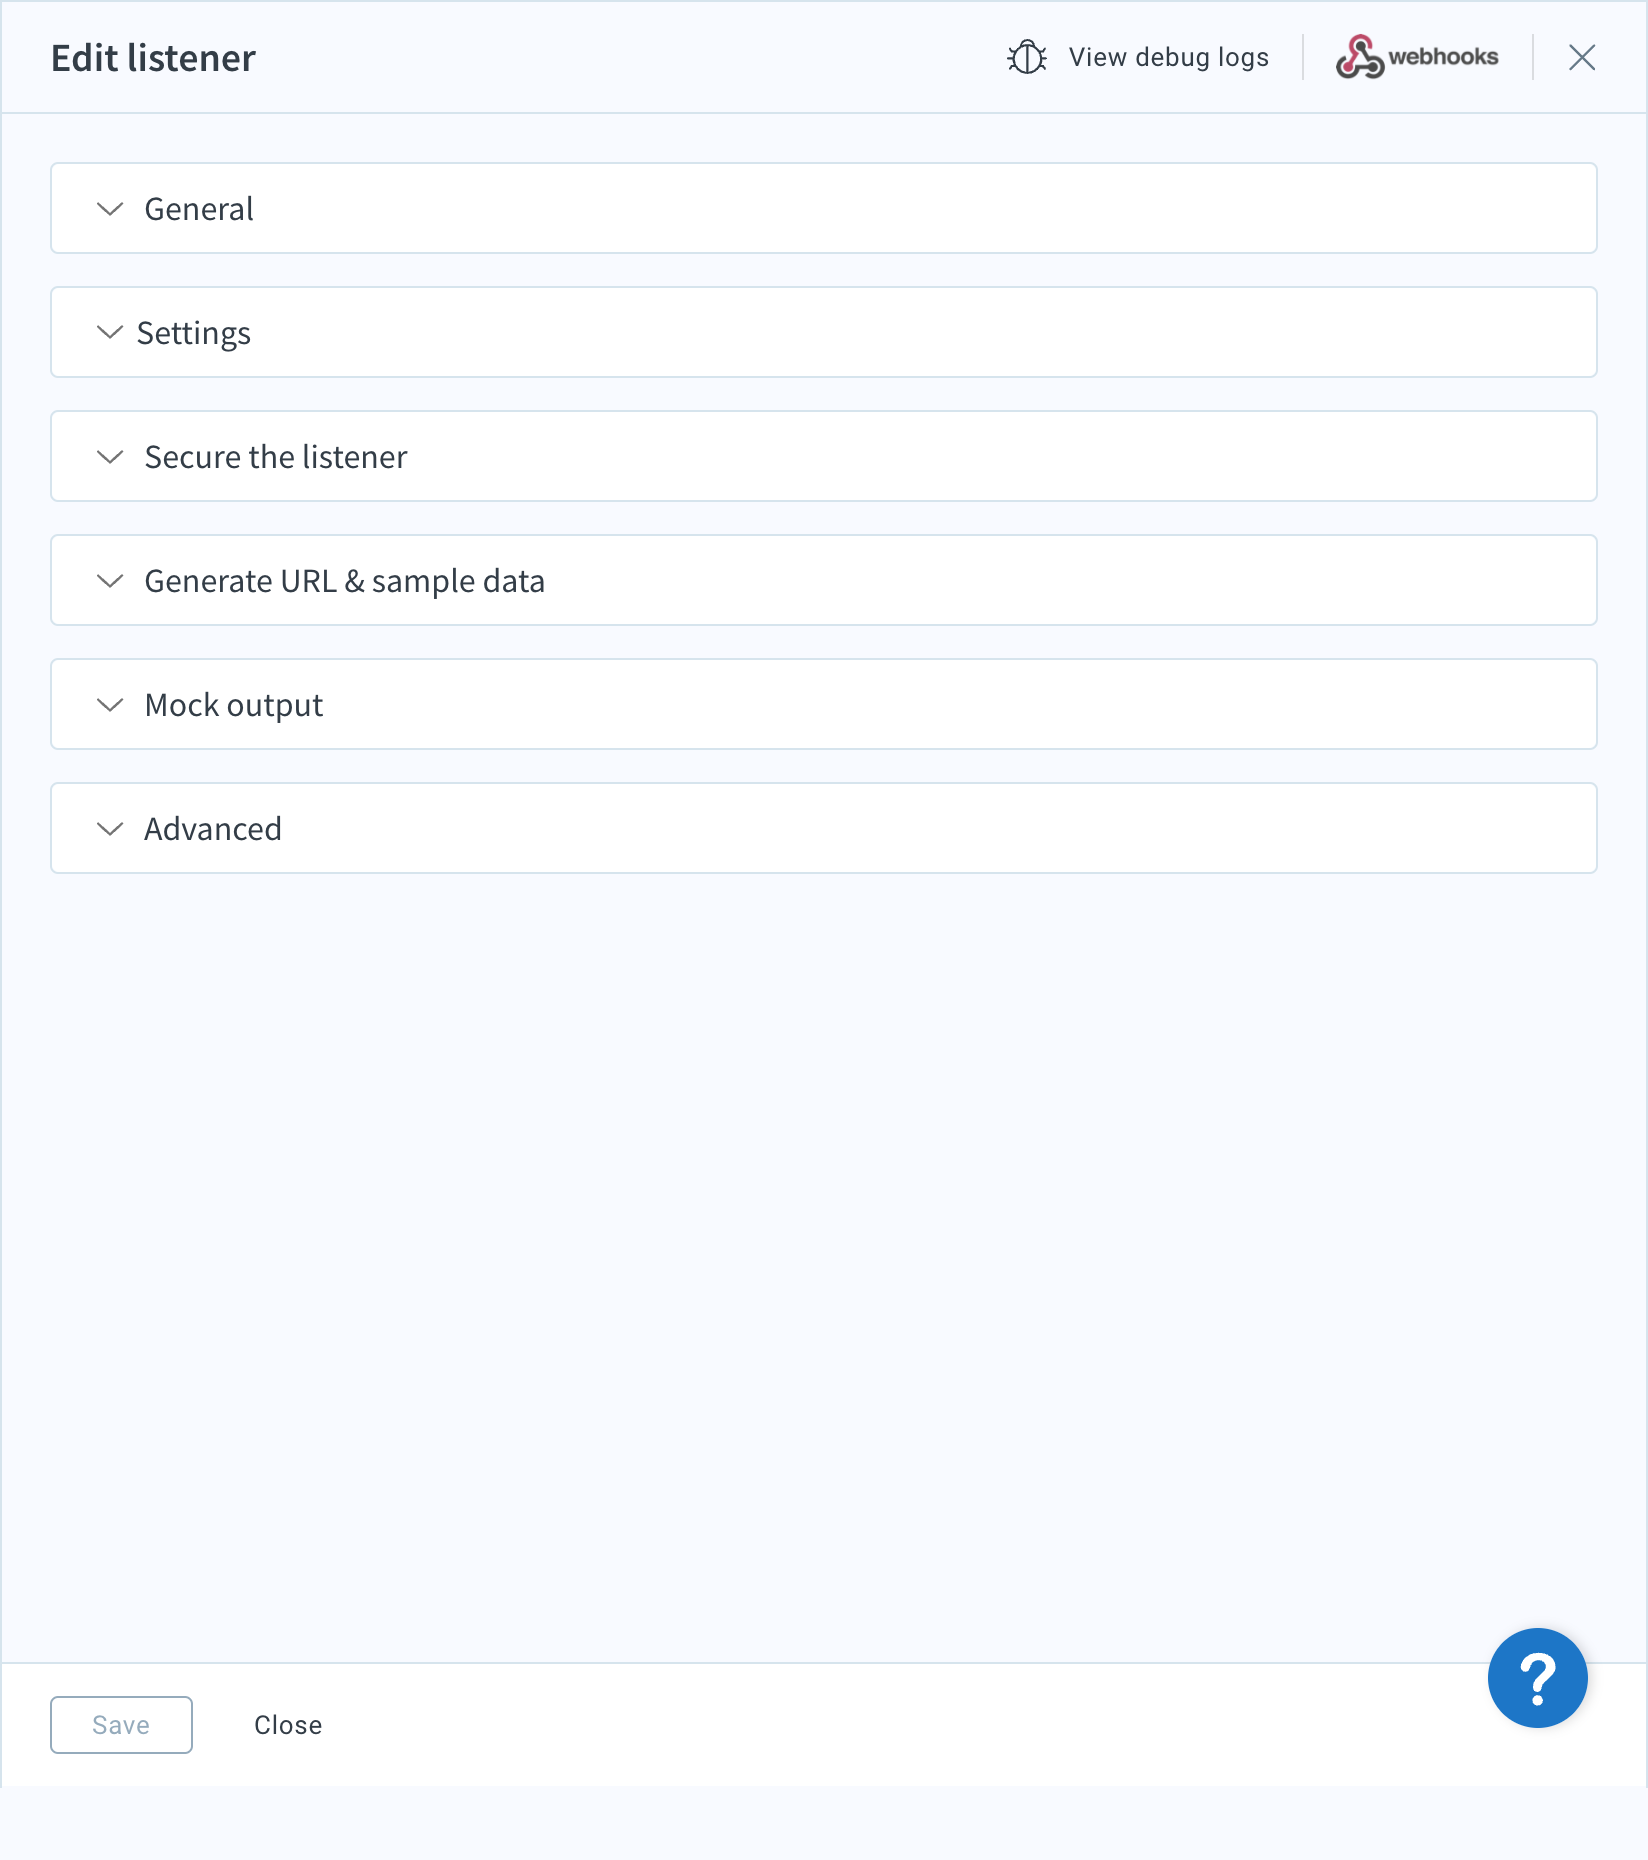 Edit listener
View debug logs
webhooks
General
Settings
Secure the listener
Generate URL & sample data
Mock output
Advanced
?
Save
Close